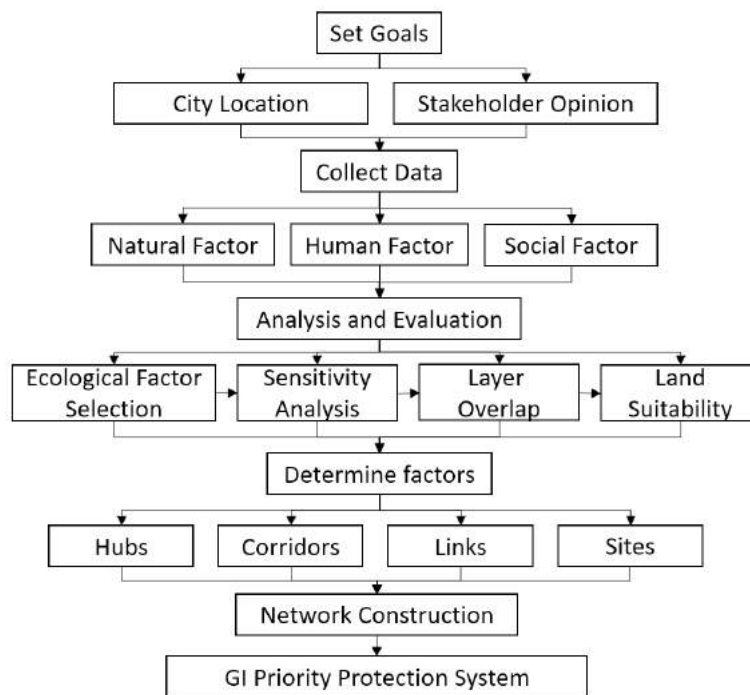 Set Goals
City Location
Stakeholder Opinion
Collect Data
Natural Factor
Human Factor
Social Factor
Analysis and Evaluation
Ecological Factor
Selection
Sensitivity
Analysis
Layer
Overlap
Land
Suitability
Determine factors
Hubs
Corridors
Links
Sites
Network Construction
GI Priority Protection System